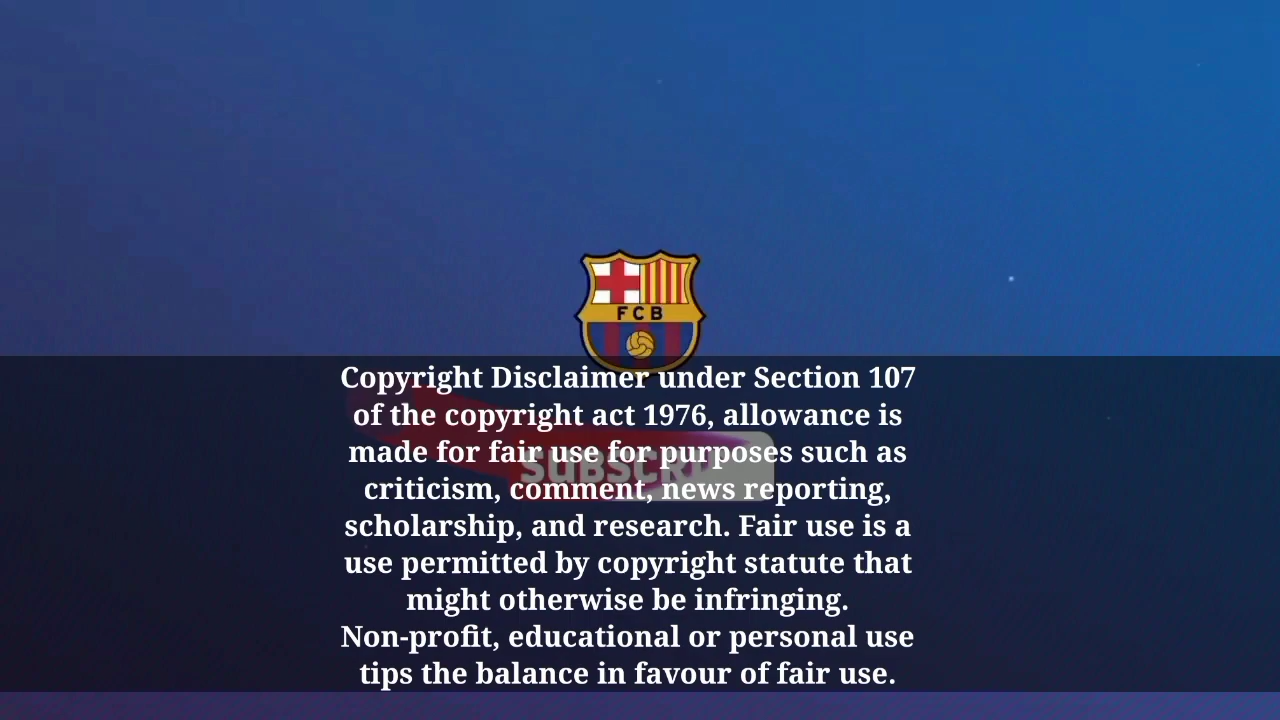 FCB
Copyright Disclaimer under Section 107
of the copyright act 1976, allowance is
made for fair use for purposes such as
SUBSCRI
criticism, comment, news reporting,
scholarship, and research. Fair use is a
use permitted by copyright statute that
might otherwise be infringing.
Non-profit, educational or personal use
tips the balance in favour of fair use.